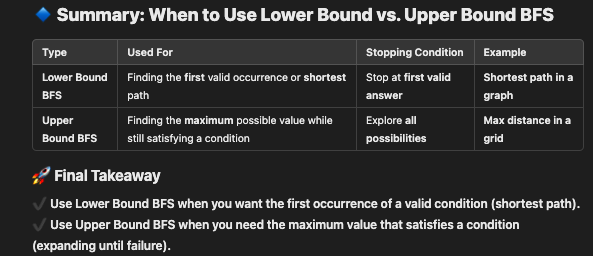 🔷 Summary: When to Use Lower Bound vs. Upper Bound BFS
Type Used For Stopping Condition Example
Lower Bound BFS Finding the first valid occurrence or shortest path Stop at first valid answer Shortest path in a graph
Upper Bound BFS Finding the maximum possible value while still satisfying a condition Explore all possibilities Max distance in a grid
🚀 Final Takeaway
✔ Use Lower Bound BFS when you want the first occurrence of a valid condition (shortest path).
✔ Use Upper Bound BFS when you need the maximum value that satisfies a condition
(expanding until failure).